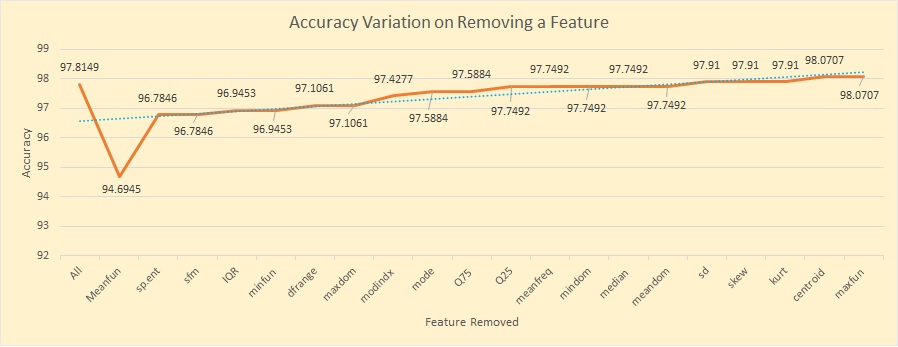 Accuracy Variation on Removing a Feature
99
98
97
96
95
94
93
92
Accuracy
97.8149
94.6945
96.7846
96.7846
96.9453
96.9453
97.1061
97.1061
97.4277
97.5884
97.5884
97.7492
97.7492
97.7492
97.7492
97.7492
97.91
97.91
97.91
98.0707
98.0707
All
Meanfun
sp.ent
sfm
IQR
minfun
dfrange
maxdom
modindx
mode
Q75
Q25
meanfreq
mindom
median
meandom
sd
skew
kurt
centroid
maxfun
Feature Removed